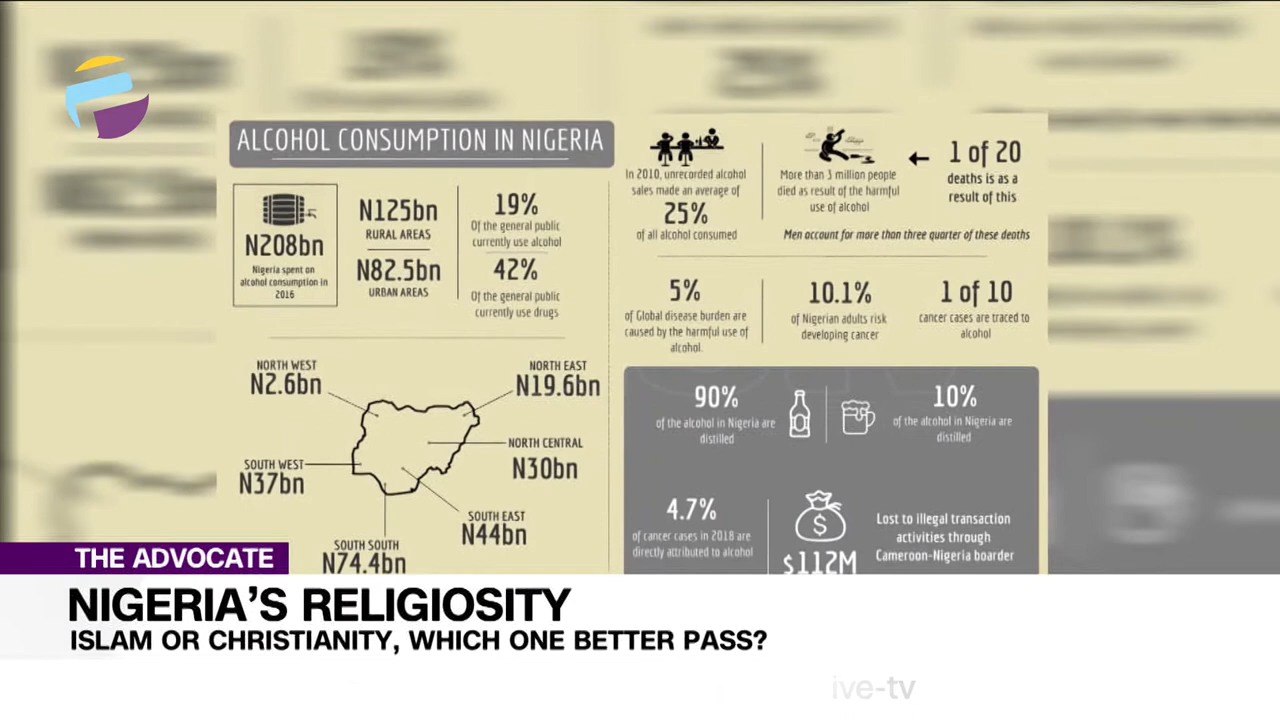 ALCOHOL CONSUMPTION IN NIGERIA
N208bn
Nigeria spent on
alcohol consumption in
2016
N125bn
RURAL AREAS
N82.5bn
URBAN AREAS
19%
Of the general public
currently use alcohol
42%
Of the general public
currently use drugs
NORTH WEST
N2.6bn
NORTH EAST
N19.6bn
NORTH CENTRAL
N30bn
SOUTH WEST
N37bn
SOUTH EAST
N44bn
SOUTH SOUTH
N74.4bn
In 2010, unrecorded alcohol
sales made an average of
25%
of all alcohol consumed
More than 3 million people
died as result of the harmful
use of alcohol
1 of 20
deaths is as a
result of this
Men account for more than three quarter of these deaths
5%
of Global disease burden are
caused by the harmful use of
alcohol.
10.1%
of Nigerian adults risk
developing cancer
1 of 10
cancer cases are traced to
alcohol
90%
of the alcohol in Nigeria are
distilled
10%
of the alcohol in Nigeria are
distilled
4.7%
of cancer cases in 2018 are
directly attributed to alcohol
$
$112M
Lost to illegal transaction
activities through
Cameroon-Nigeria boarder
THE ADVOCATE
NIGERIA'S RELIGIOSITY
ISLAM OR CHRISTIANITY, WHICH ONE BETTER PASS?
ive-tv